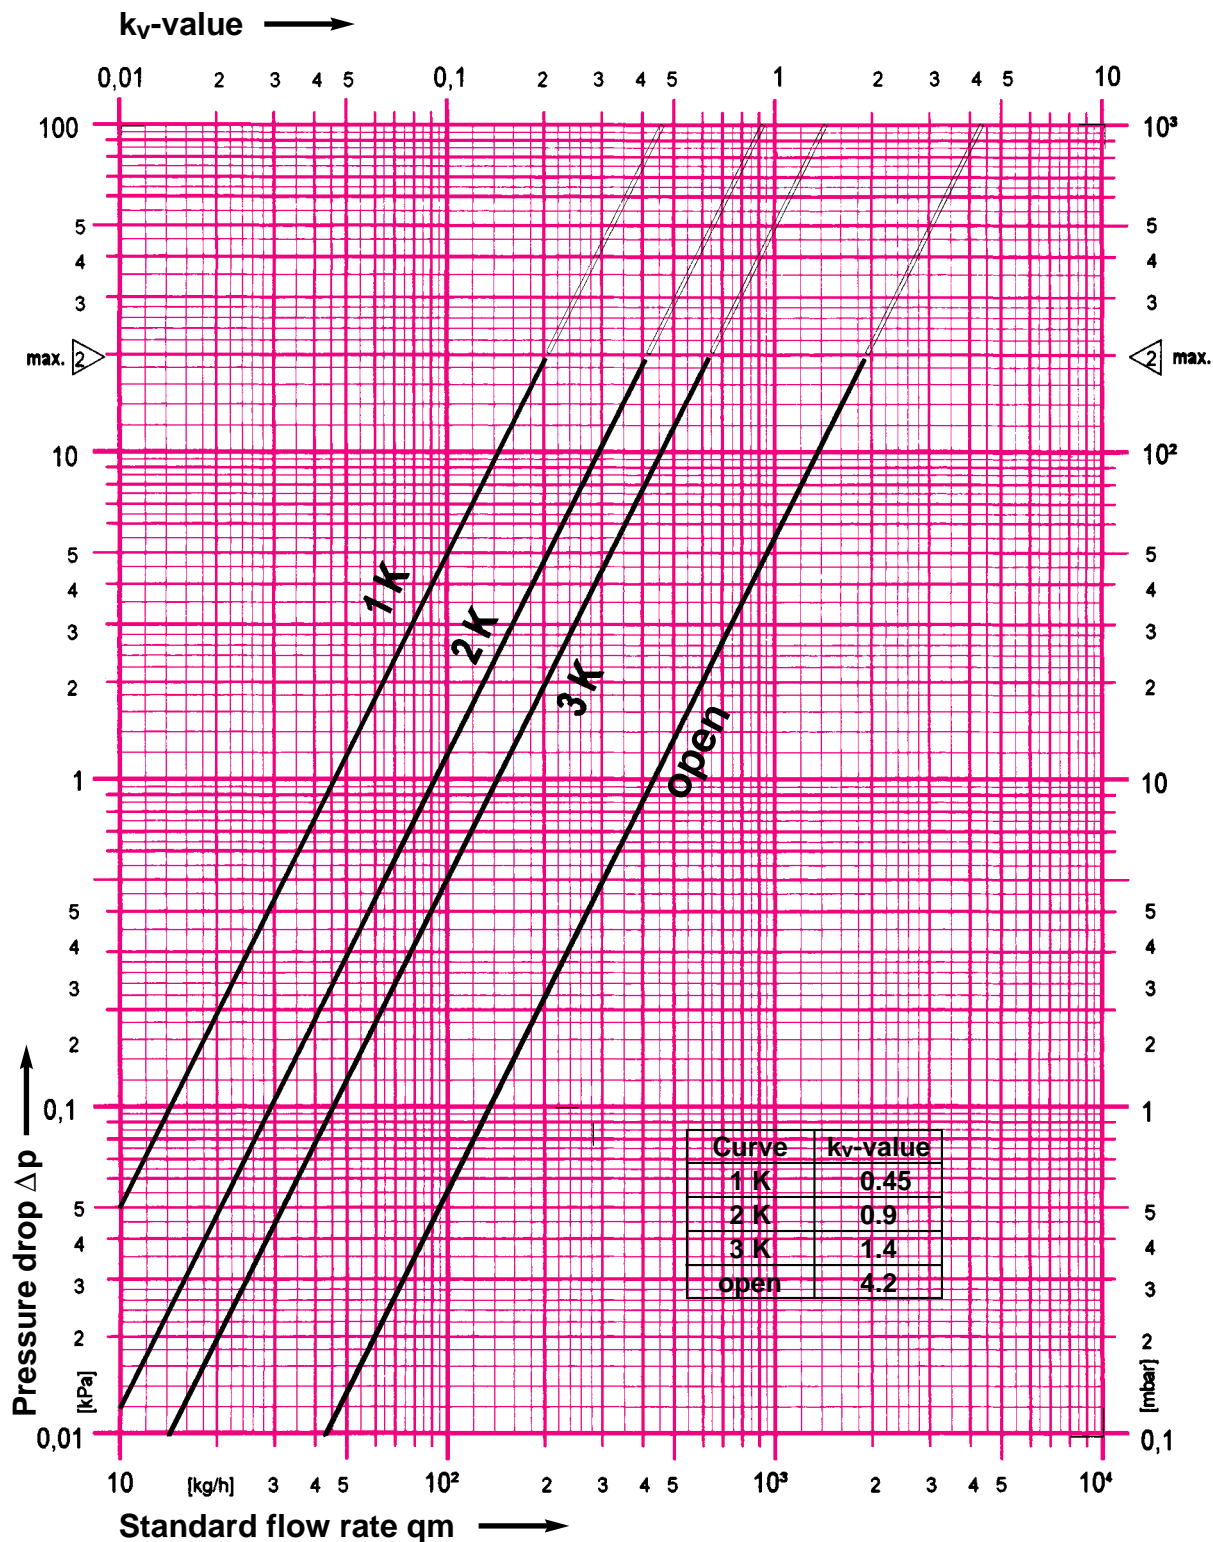 kv-value
0,01 2 3 4 5 0,1 2 3 4 5 1 2 3 4 5 10
100 10³
5 5
4 4
3 3
max. 2 2 max.
10 10²
5 5
4 4
3 3
2 2
1 10
5 5
4 4
3 3
2 2
0,1 1
5 5
4 4
3 3
2 2
0,01 0,1
Pressure drop Δp
[kPa]
[mbar]
1 K
2 K
3 K
open
Curve kv-value
1 K 0.45
2 K 0.9
3 K 1.4
open 4.2
10 [kg/h] 3 4 5 10² 2 3 4 5 10³ 2 3 4 5 10⁴
Standard flow rate qm